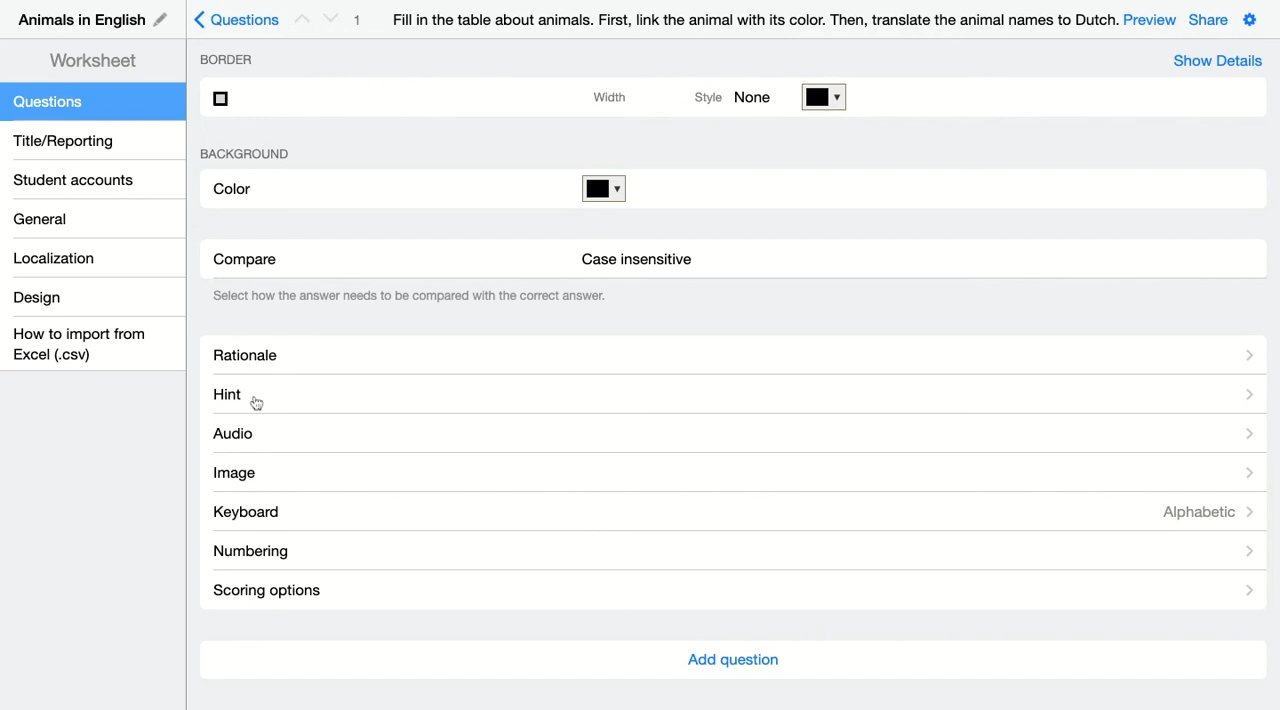 Animals in English
Questions
1
Fill in the table about animals. First, link the animal with its color. Then, translate the animal names to Dutch.
Preview
Share
Worksheet
Questions
Title/Reporting
Student accounts
General
Localization
Design
How to import from
Excel (.csv)
BORDER
Show Details
Width
Style
None
BACKGROUND
Color
Compare
Case insensitive
Select how the answer needs to be compared with the correct answer.
Rationale
Hint
Audio
Image
Keyboard
Alphabetic
Numbering
Scoring options
Add question